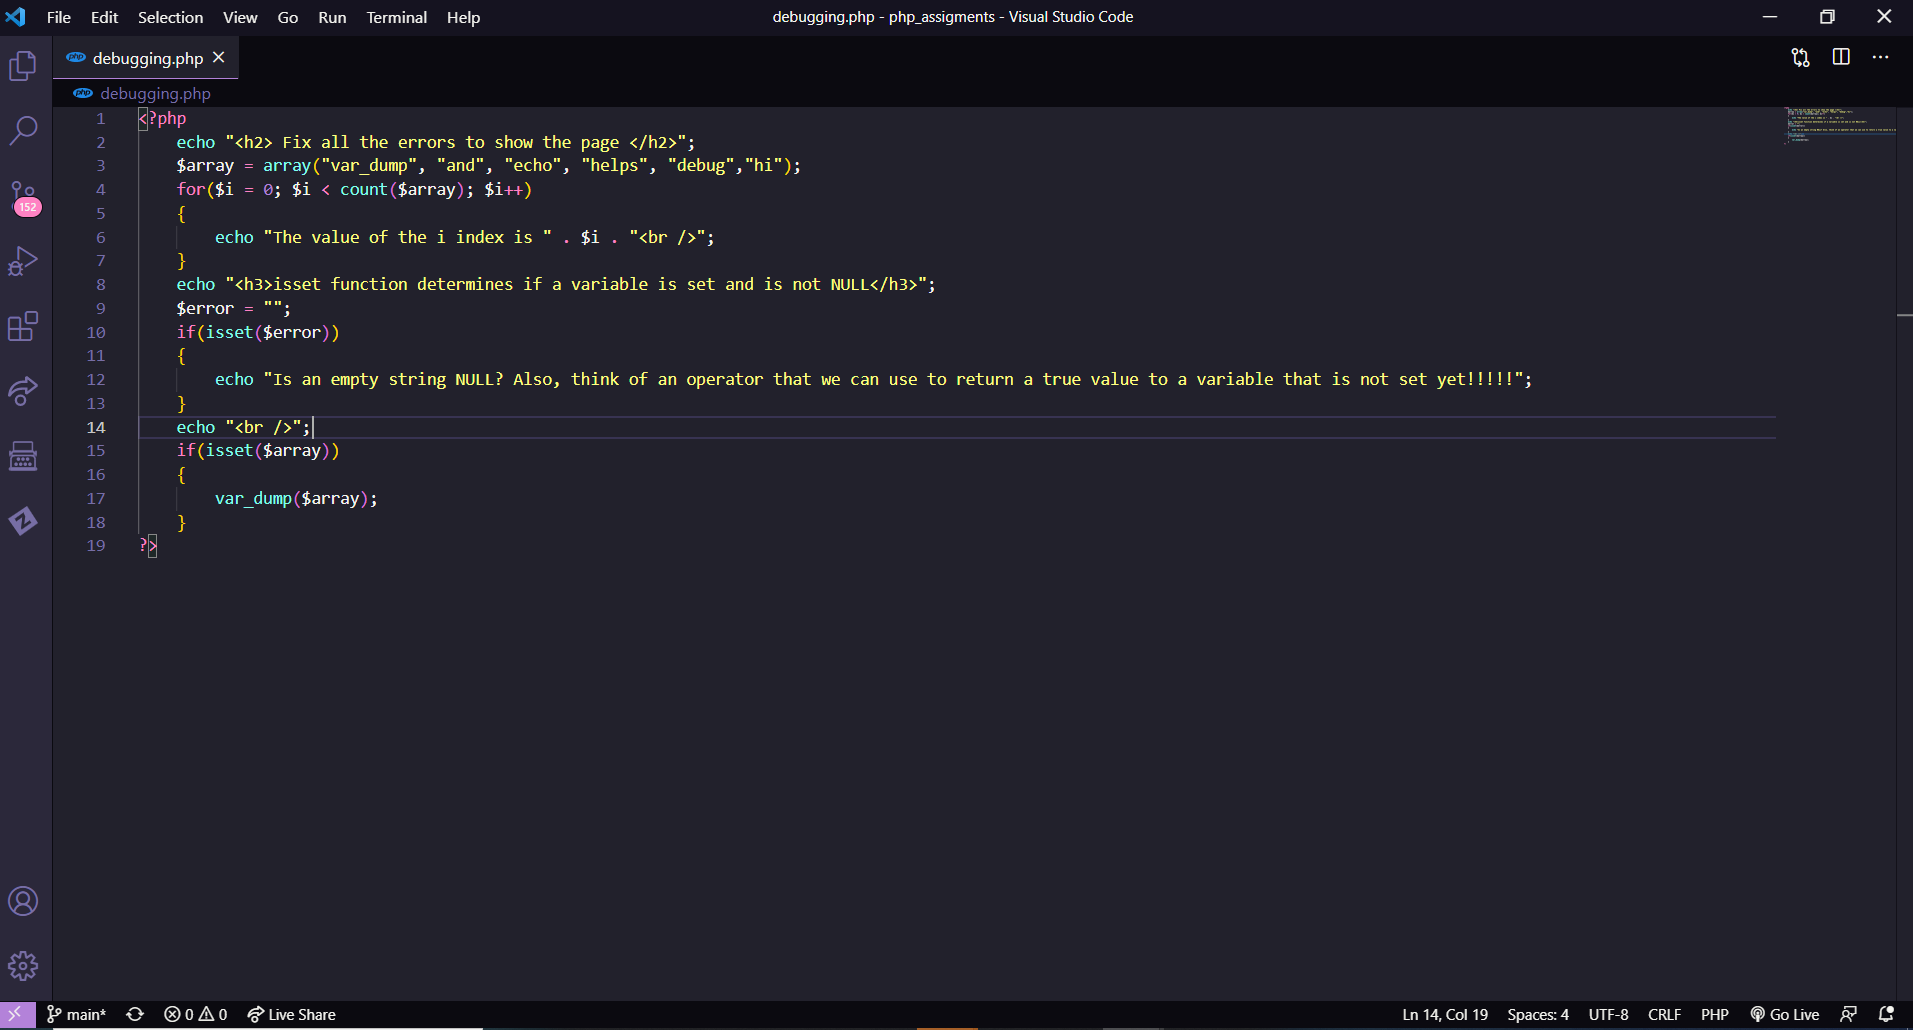 File Edit Selection View Go Run Terminal Help debugging.php - php_assigments - Visual Studio Code
php debugging.php
php debugging.php
152
1 <?php
2 echo "<h2> Fix all the errors to show the page </h2>";
3 $array = array("var_dump", "and", "echo", "helps", "debug","hi");
4 for($i = 0; $i < count($array); $i++)
5 {
6 echo "The value of the i index is " . $i . "<br />";
7 }
8 echo "<h3>isset function determines if a variable is set and is not NULL</h3>";
9 $error = "";
10 if(isset($error))
11 {
12 echo "Is an empty string NULL? Also, think of an operator that we can use to return a true value to a variable that is not set yet!!!!!";
13 }
14 echo "<br />";
15 if(isset($array))
16 {
17 var_dump($array);
18 }
19 ?>
main* 0 0 Live Share Ln 14, Col 19 Spaces: 4 UTF-8 CRLF PHP Go Live